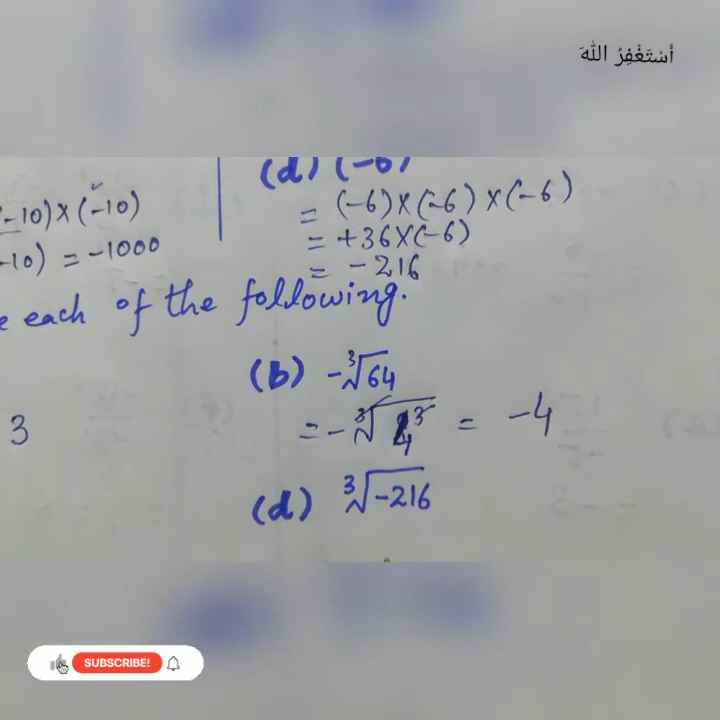 أَسْتَغْفِرُ اللهَ
-10) × (-10)
-10) = -1000
(d) (-6)
= (-6) × (-6) × (-6)
= +36 × (-6)
= -216
each of the following.
(b) -∛64
3
= -∛4³ = -4
(d) ∛-216
SUBSCRIBE!